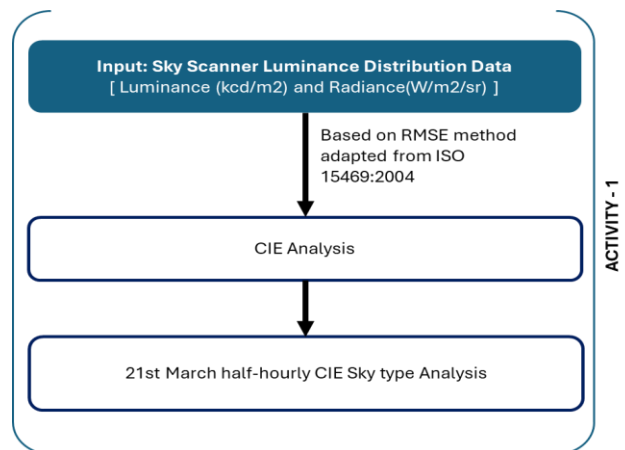 Input: Sky Scanner Luminance Distribution Data
[ Luminance (kcd/m2) and Radiance(W/m2/sr) ]
Based on RMSE method
adapted from ISO
15469:2004
CIE Analysis
21st March half-hourly CIE Sky type Analysis
ACTIVITY - 1